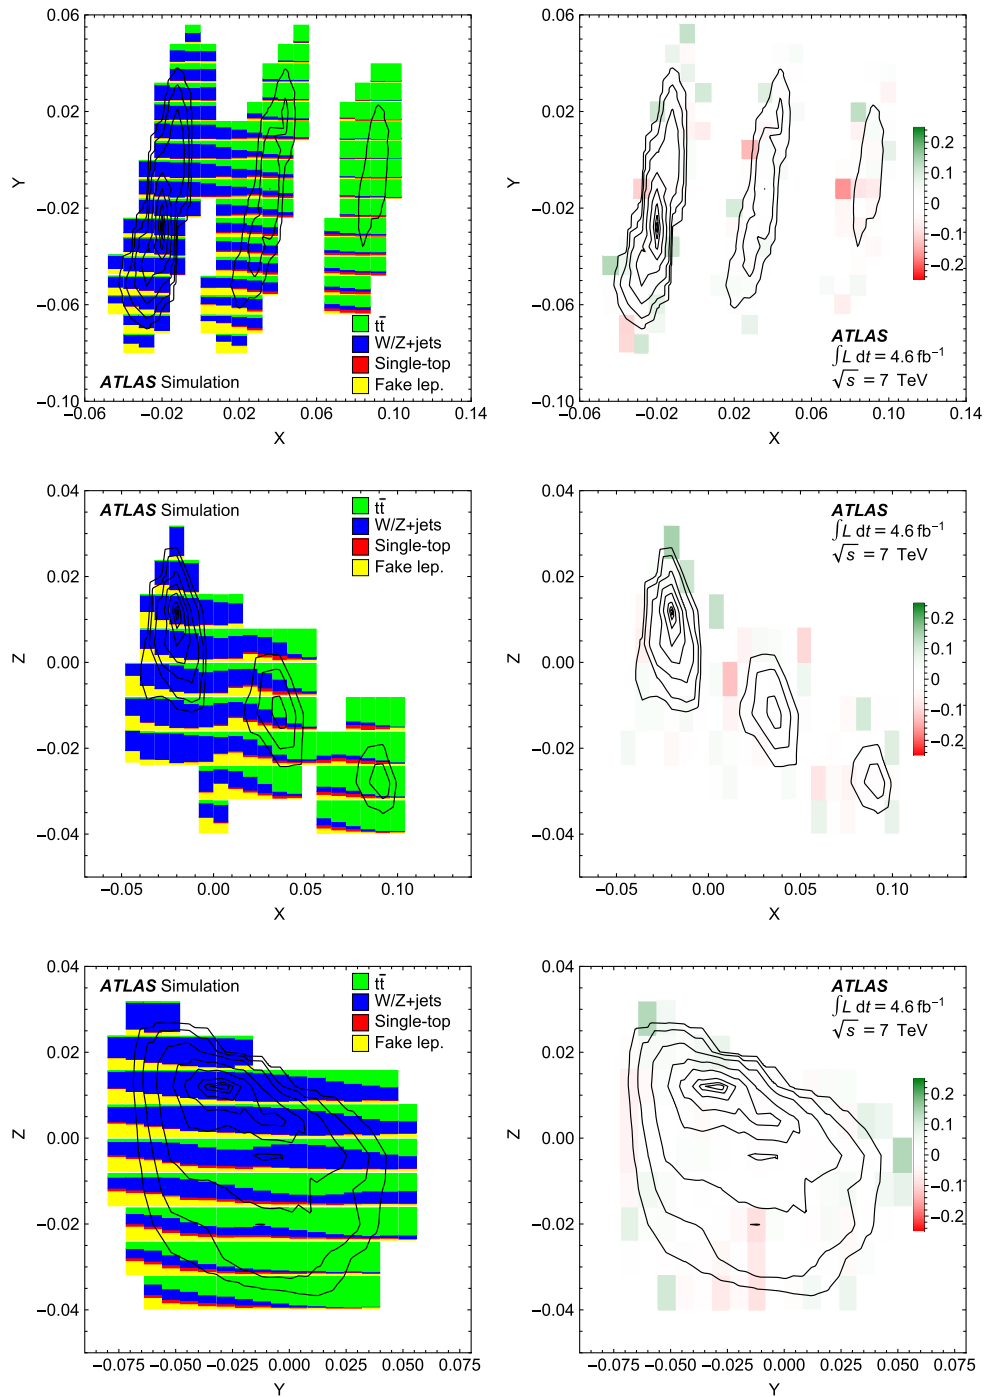 0.06
0.02
−0.02
−0.06
−0.10
Y
tt̄
W/Z+jets
Single-top
Fake lep.
ATLAS Simulation
−0.06 −0.02 0.02 0.06 0.10 0.14
X
0.06
0.02
−0.02
−0.06
−0.10
Y
0.2
0.1
0
−0.1
−0.2
ATLAS
∫L dt = 4.6 fb⁻¹
√s = 7 TeV
−0.06 −0.02 0.02 0.06 0.10 0.14
X
0.04
0.02
0.00
−0.02
−0.04
Z
ATLAS Simulation
tt̄
W/Z+jets
Single-top
Fake lep.
−0.05 0.00 0.05 0.10
X
0.04
0.02
0.00
−0.02
−0.04
Z
ATLAS
∫L dt = 4.6 fb⁻¹
√s = 7 TeV
0.2
0.1
0
−0.1
−0.2
−0.05 0.00 0.05 0.10
X
0.04
0.02
0.00
−0.02
−0.04
Z
ATLAS Simulation
tt̄
W/Z+jets
Single-top
Fake lep.
−0.075 −0.050 −0.025 0.000 0.025 0.050 0.075
Y
0.04
0.02
0.00
−0.02
−0.04
Z
ATLAS
∫L dt = 4.6 fb⁻¹
√s = 7 TeV
0.2
0.1
0
−0.1
−0.2
−0.075 −0.050 −0.025 0.000 0.025 0.050 0.075
Y